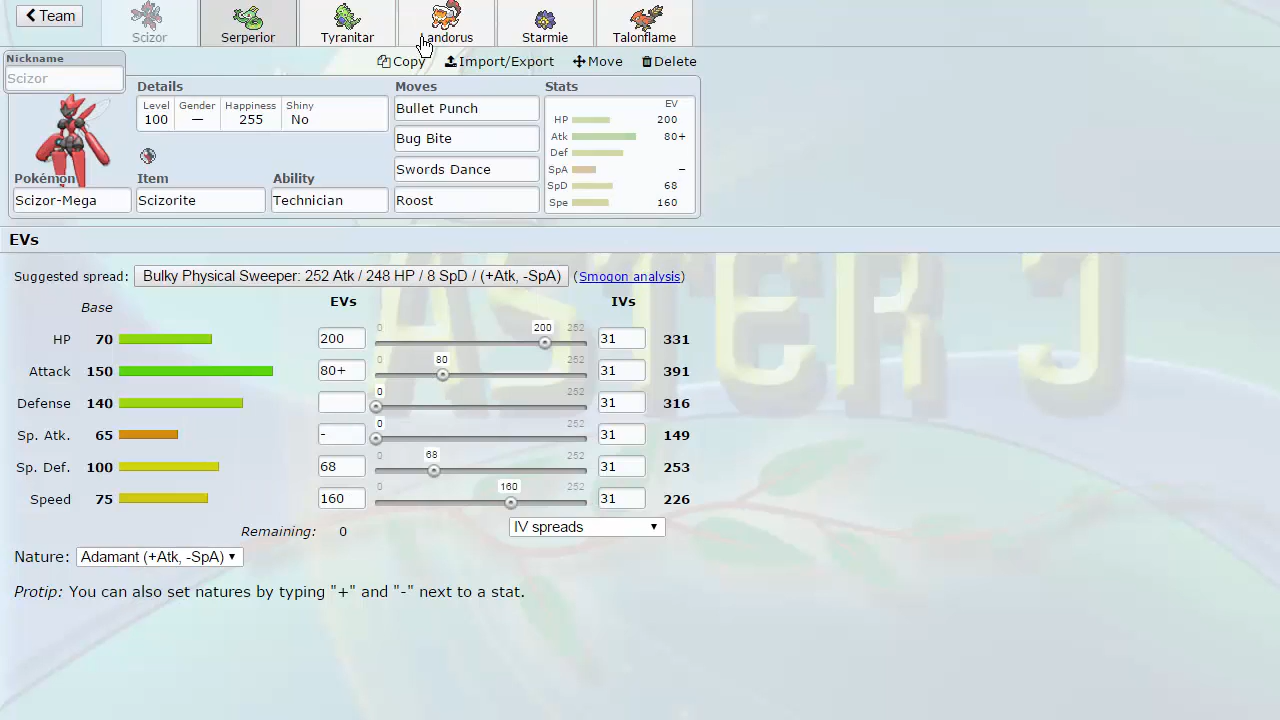 Team
Scizor
Serperior
Tyranitar
Landorus
Starmie
Talonflame
Copy
Import/Export
Move
Delete
Nickname
Scizor
Details
Level
100
Gender
—
Happiness
255
Shiny
No
Pokémon
Scizor-Mega
Item
Scizorite
Ability
Technician
Moves
Bullet Punch
Bug Bite
Swords Dance
Roost
Stats
EV
HP 200
Atk 80+
Def
SpA –
SpD 68
Spe 160
EVs
Suggested spread: Bulky Physical Sweeper: 252 Atk / 248 HP / 8 SpD / (+Atk, -SpA) (Smogon analysis)
Base EVs IVs
HP 70 200 0 200 252 31 331
Attack 150 80+ 0 80 252 31 391
Defense 140 0 252 31 316
Sp. Atk. 65 - 0 252 31 149
Sp. Def. 100 68 0 68 252 31 253
Speed 75 160 0 160 252 31 226
Remaining: 0
IV spreads
Nature: Adamant (+Atk, -SpA)
Protip: You can also set natures by typing "+" and "-" next to a stat.
ASTER J